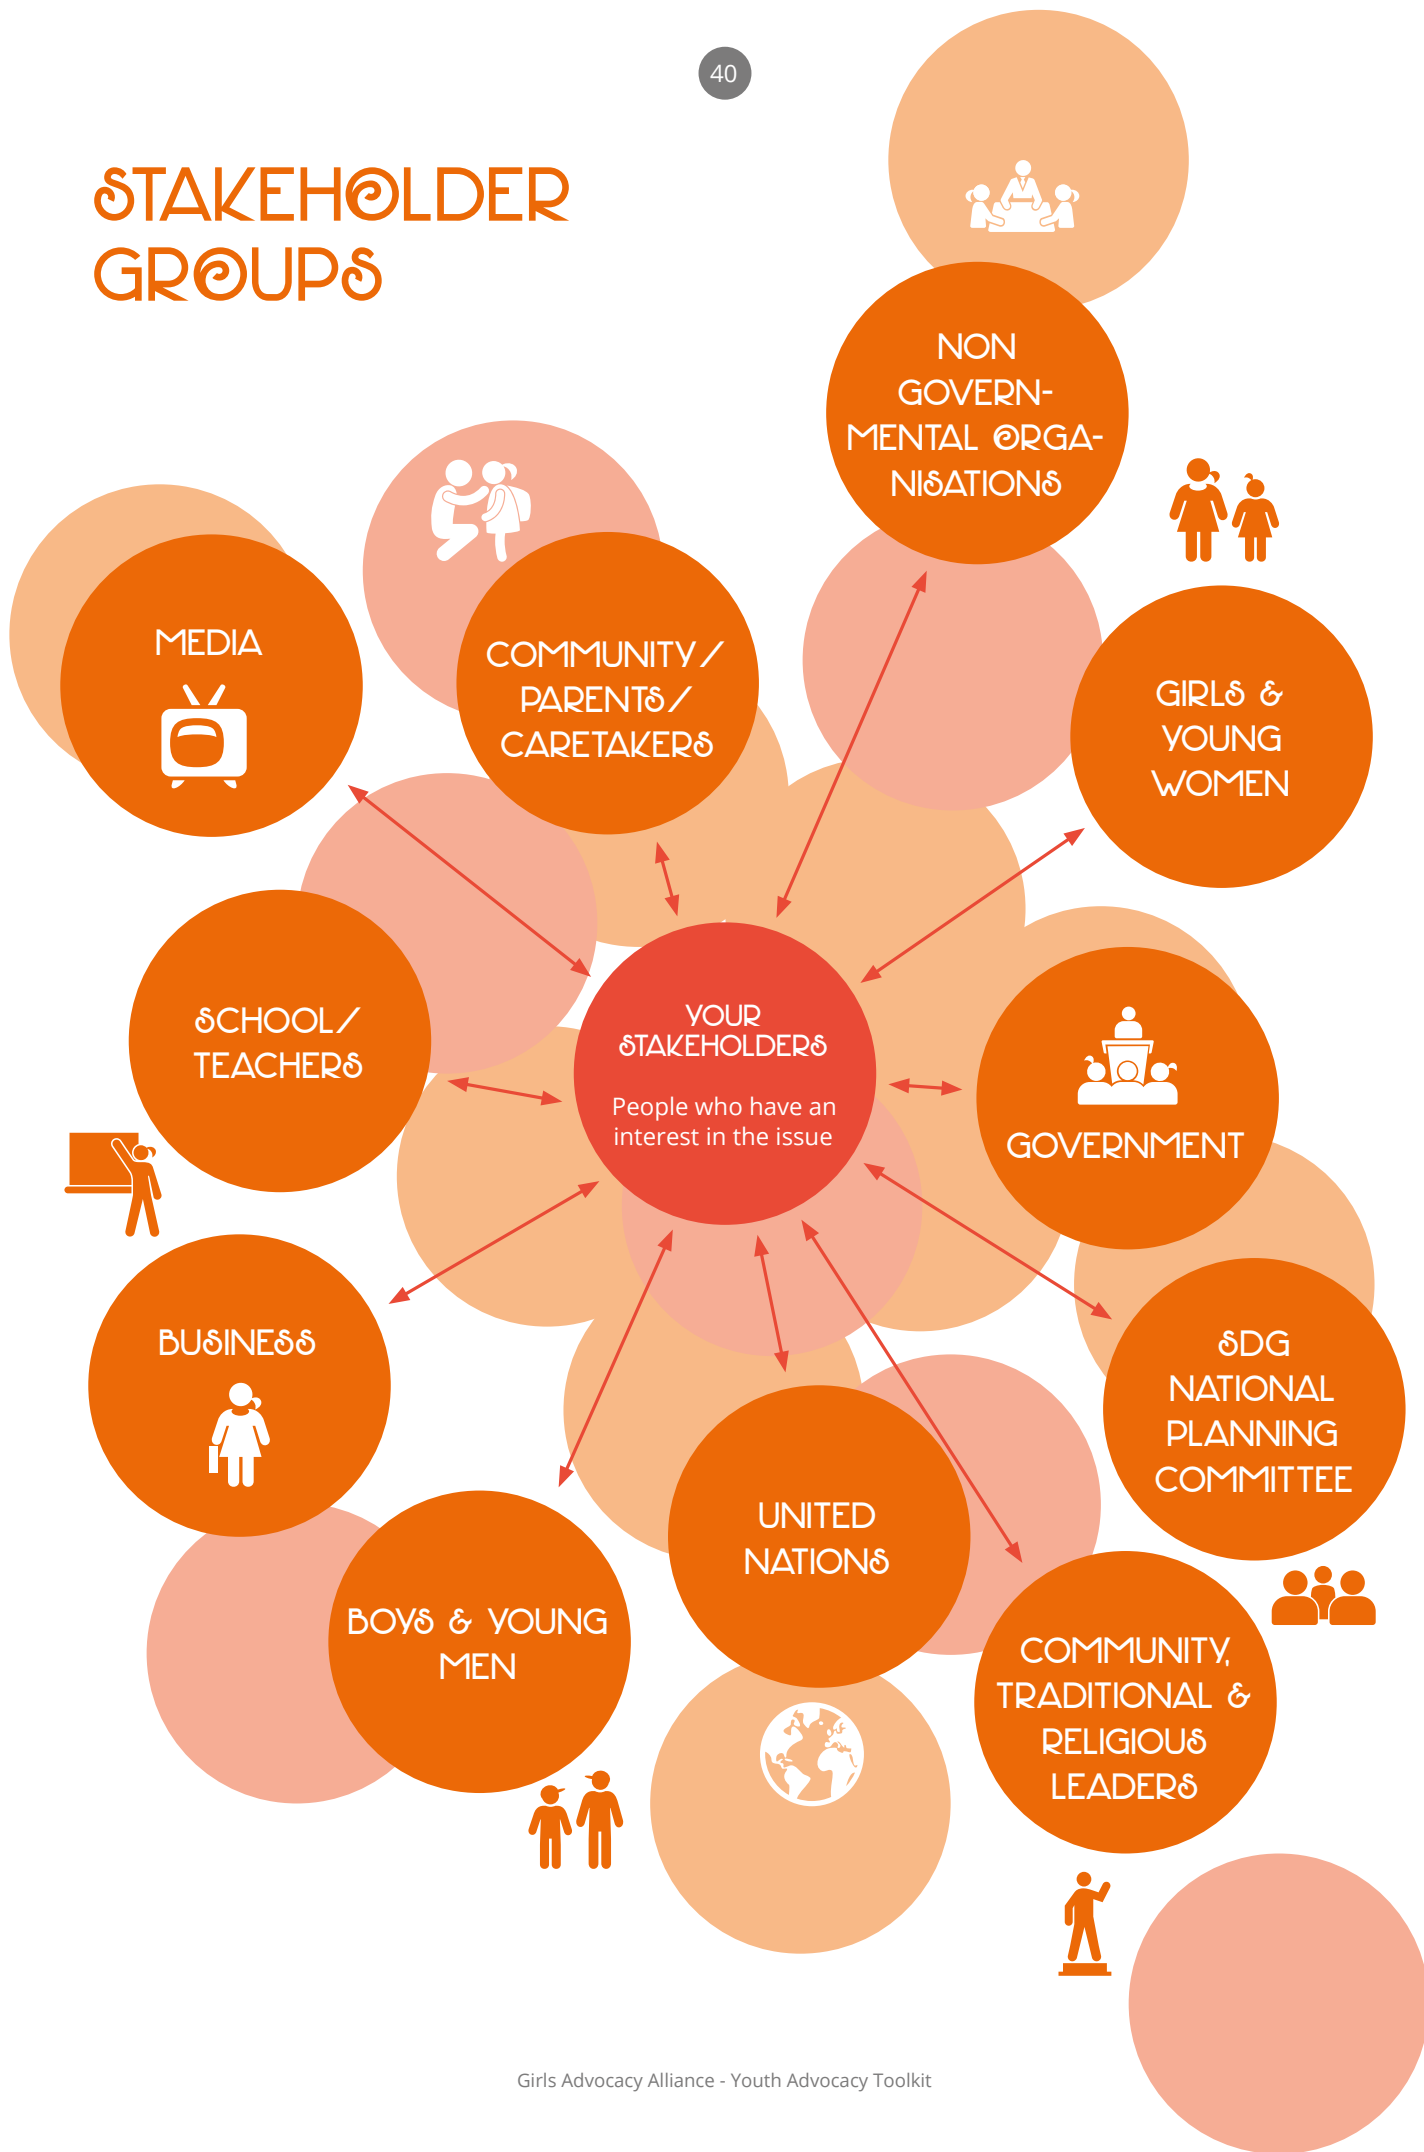 40
STAKEHOLDER
GROUPS
NON
GOVERN-
MENTAL ORGA-
NISATIONS
COMMUNITY/
PARENTS/
CARETAKERS
MEDIA
GIRLS &
YOUNG
WOMEN
SCHOOL/
TEACHERS
YOUR
STAKEHOLDERS
People who have an
interest in the issue
GOVERNMENT
BUSINESS
SDG
NATIONAL
PLANNING
COMMITTEE
UNITED
NATIONS
BOYS & YOUNG
MEN
COMMUNITY,
TRADITIONAL &
RELIGIOUS
LEADERS
Girls Advocacy Alliance - Youth Advocacy Toolkit